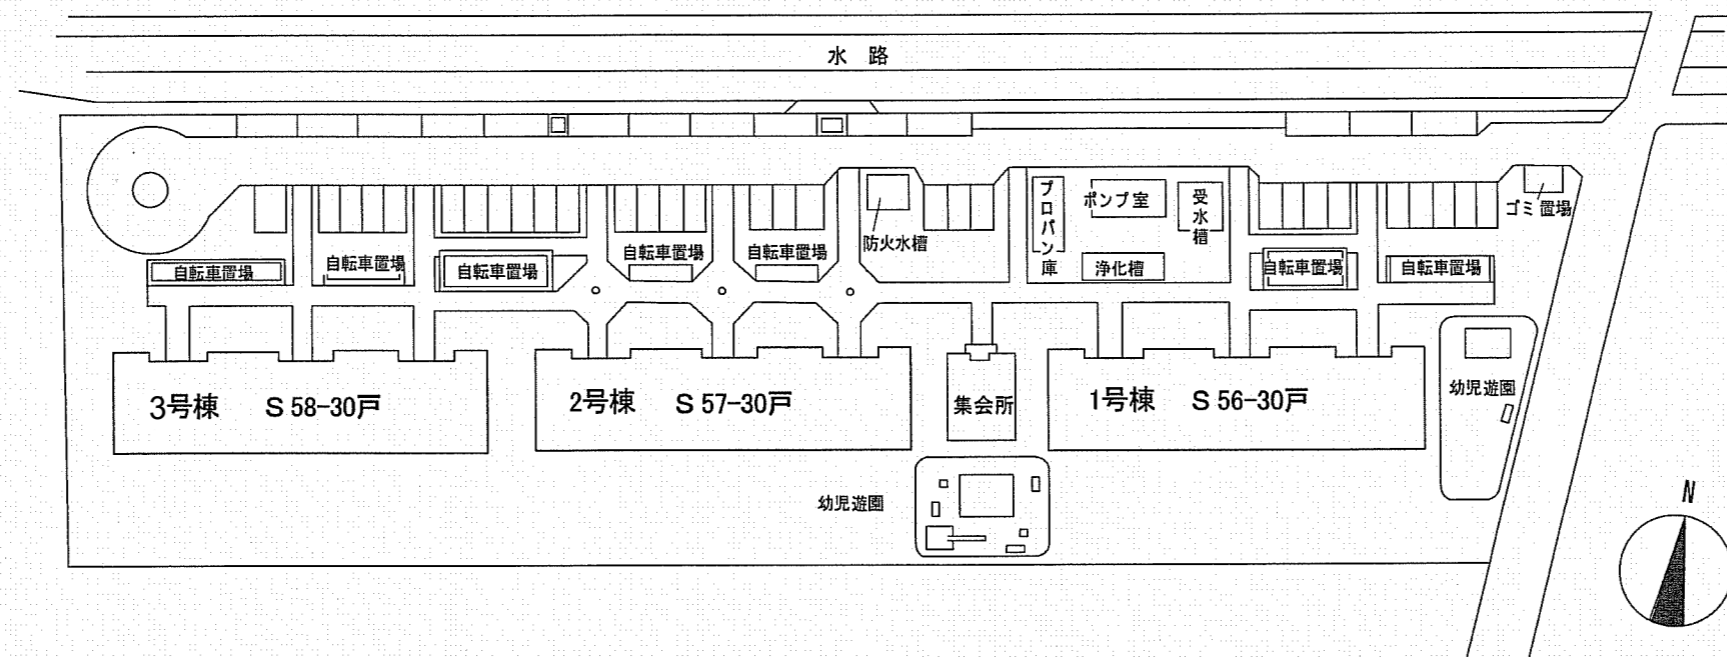 水 路
プロパン庫
ポンプ室
受水槽
ゴミ置場
防火水槽
自転車置場
自転車置場
自転車置場
自転車置場
自転車置場
浄化槽
自転車置場
自転車置場
3号棟 S 58-30戸
2号棟 S 57-30戸
集会所
1号棟 S 56-30戸
幼児遊園
幼児遊園
N